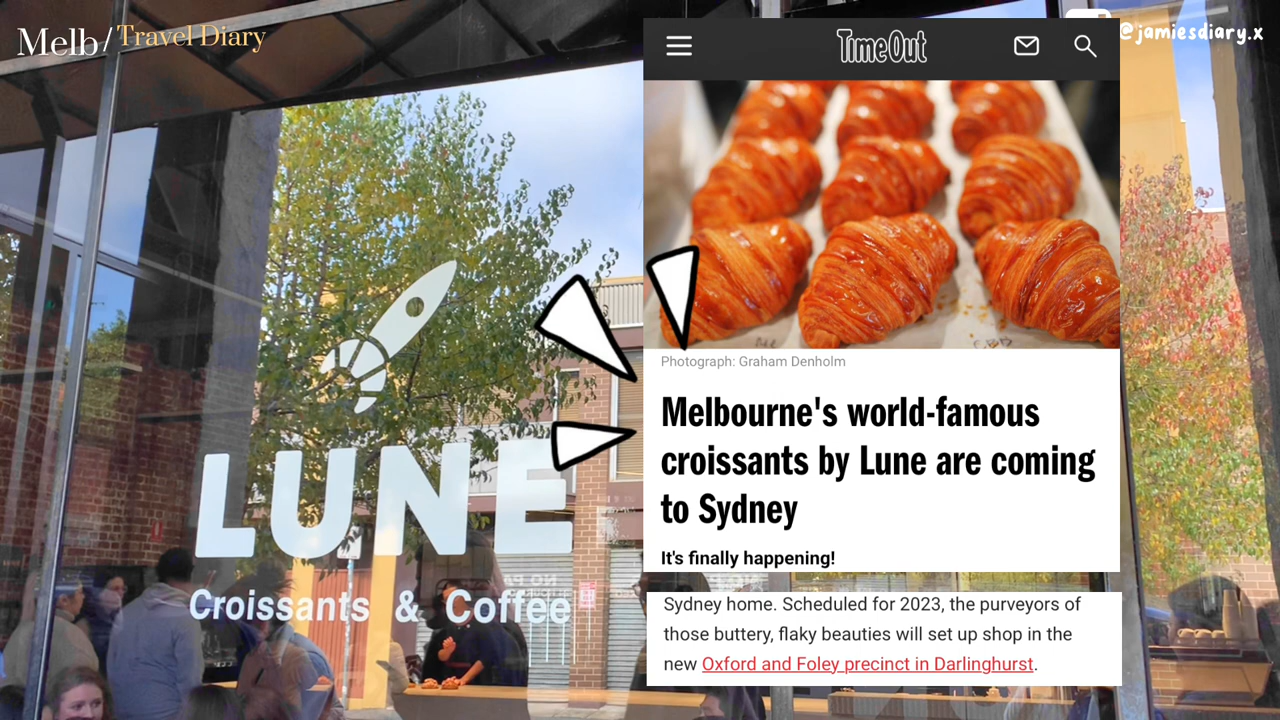 Melb/Travel Diary
@jamiesdiary.x
TimeOut
Photograph: Graham Denholm
Melbourne's world-famous
croissants by Lune are coming
to Sydney
It's finally happening!
Sydney home. Scheduled for 2023, the purveyors of
those buttery, flaky beauties will set up shop in the
new Oxford and Foley precinct in Darlinghurst.
LUNE
Croissants & Coffee